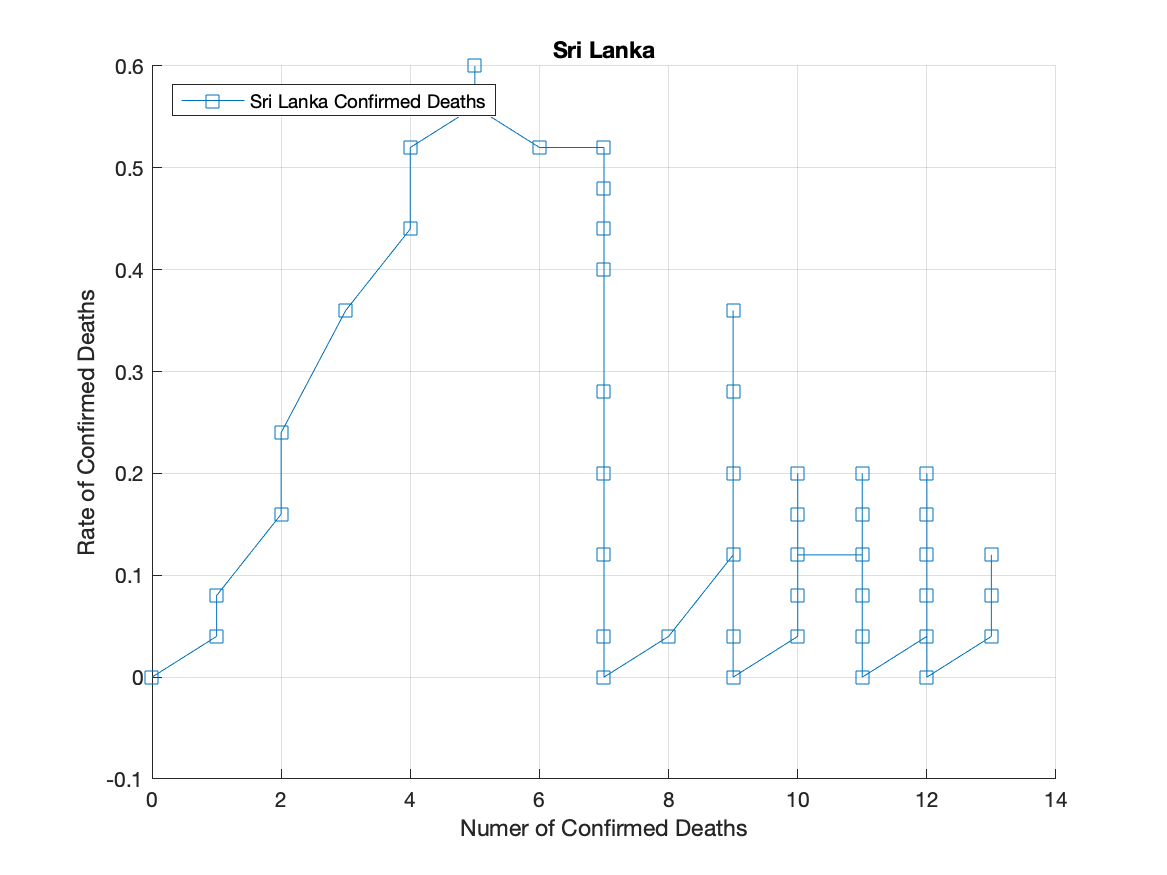 Sri Lanka
0.6
Sri Lanka Confirmed Deaths
0.5
0.4
0.3
0.2
0.1
0
-0.1
Rate of Confirmed Deaths
0 2 4 6 8 10 12 14
Numer of Confirmed Deaths